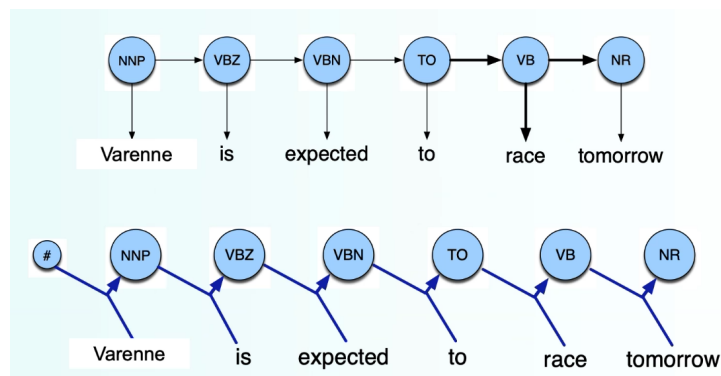 NNP VBZ VBN TO VB NR
Varenne is expected to race tomorrow
# NNP VBZ VBN TO VB NR
Varenne is expected to race tomorrow